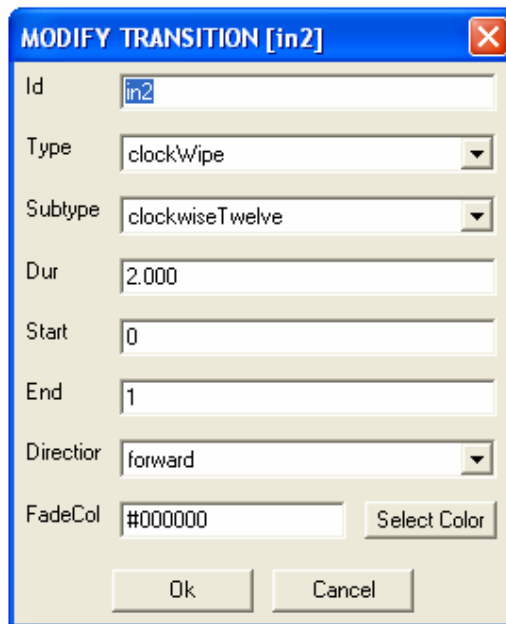 MODIFY TRANSITION [in2]
Id in2
Type clockWipe
Subtype clockwiseTwelve
Dur 2.000
Start 0
End 1
Directior forward
FadeCol #000000 Select Color
Ok Cancel